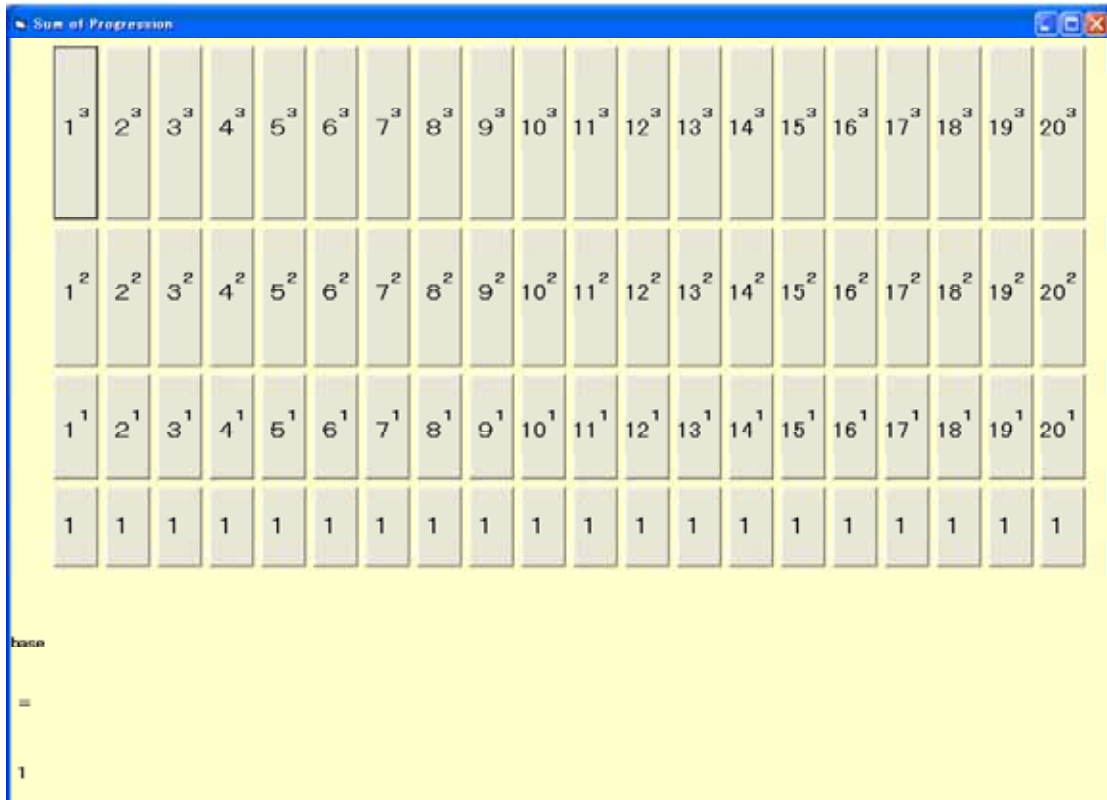 Sum of Progression
1³ 2³ 3³ 4³ 5³ 6³ 7³ 8³ 9³ 10³ 11³ 12³ 13³ 14³ 15³ 16³ 17³ 18³ 19³ 20³
1² 2² 3² 4² 5² 6² 7² 8² 9² 10² 11² 12² 13² 14² 15² 16² 17² 18² 19² 20²
1¹ 2¹ 3¹ 4¹ 5¹ 6¹ 7¹ 8¹ 9¹ 10¹ 11¹ 12¹ 13¹ 14¹ 15¹ 16¹ 17¹ 18¹ 19¹ 20¹
1 1 1 1 1 1 1 1 1 1 1 1 1 1 1 1 1 1 1 1
base
=
1